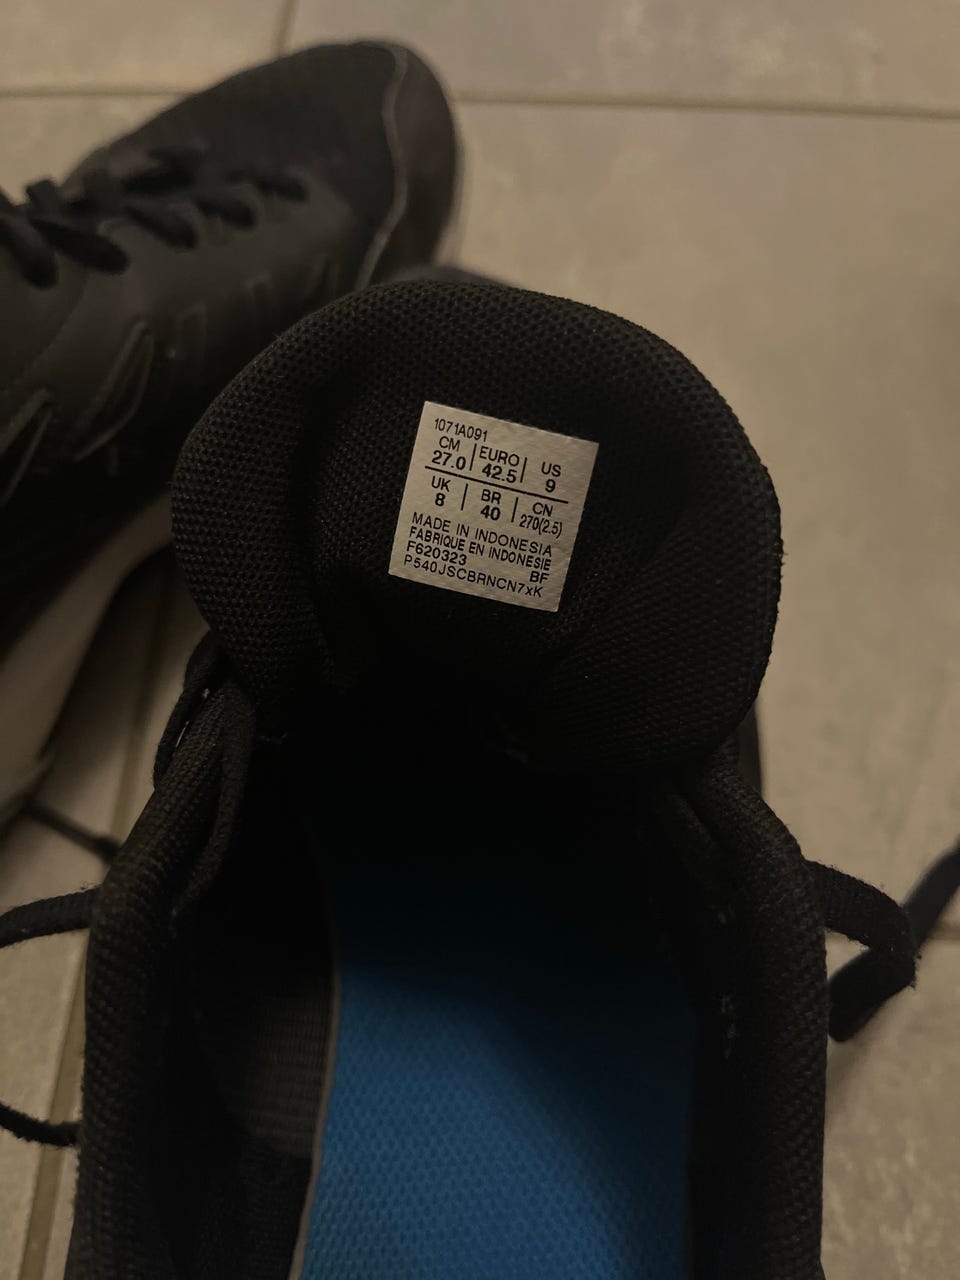 1071A091
CM 27.0 | EURO 42.5 | US 9
UK 8 | BR 40 | CN 270(2.5)
MADE IN INDONESIA
FABRIQUE EN INDONESIE
F620323 BF
P540JSCBRNCN7xK